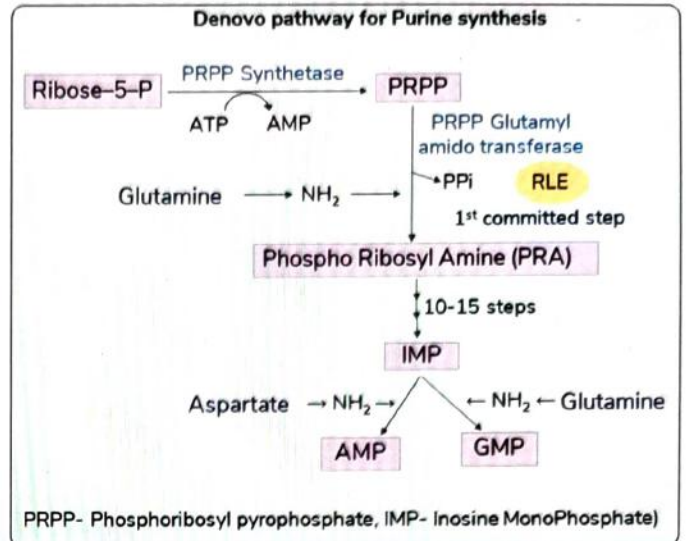 Denovo pathway for Purine synthesis
PRPP Synthetase
Ribose–5–P
PRPP
ATP AMP
PRPP Glutamyl
amido transferase
PPi RLE
Glutamine → NH₂ →
1st committed step
Phospho Ribosyl Amine (PRA)
10-15 steps
IMP
Aspartate → NH₂ → ← NH₂ ← Glutamine
AMP GMP
PRPP- Phosphoribosyl pyrophosphate, IMP- Inosine MonoPhosphate)